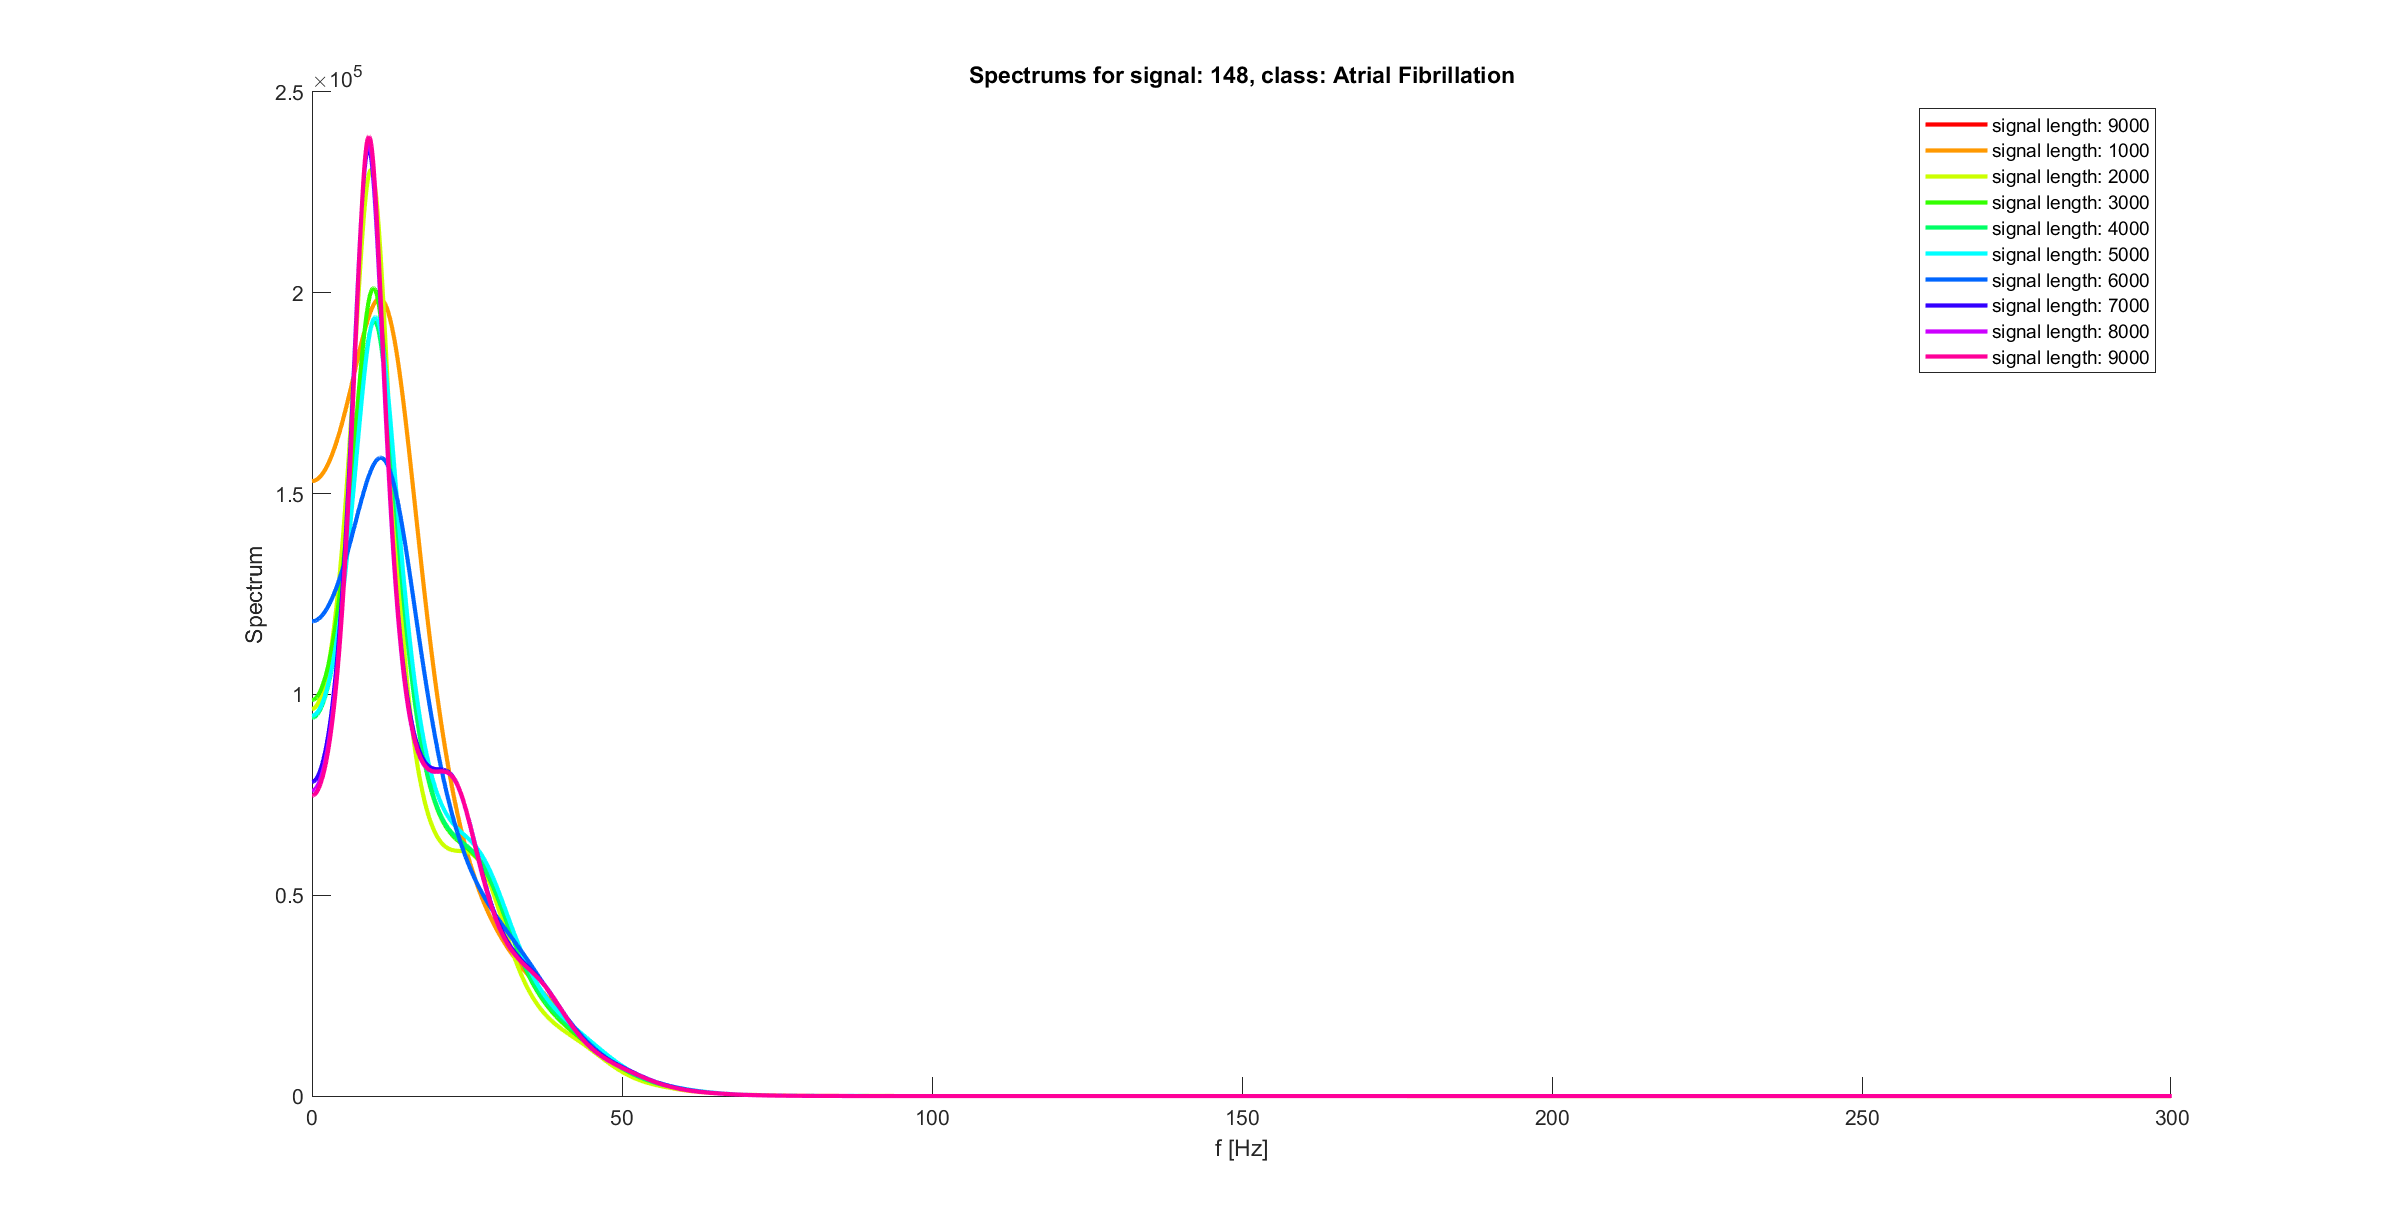 Spectrums for signal: 148, class: Atrial Fibrillation
×10^5
2.5
2
1.5
1
0.5
0
Spectrum
0 50 100 150 200 250 300
f [Hz]
signal length: 9000
signal length: 1000
signal length: 2000
signal length: 3000
signal length: 4000
signal length: 5000
signal length: 6000
signal length: 7000
signal length: 8000
signal length: 9000